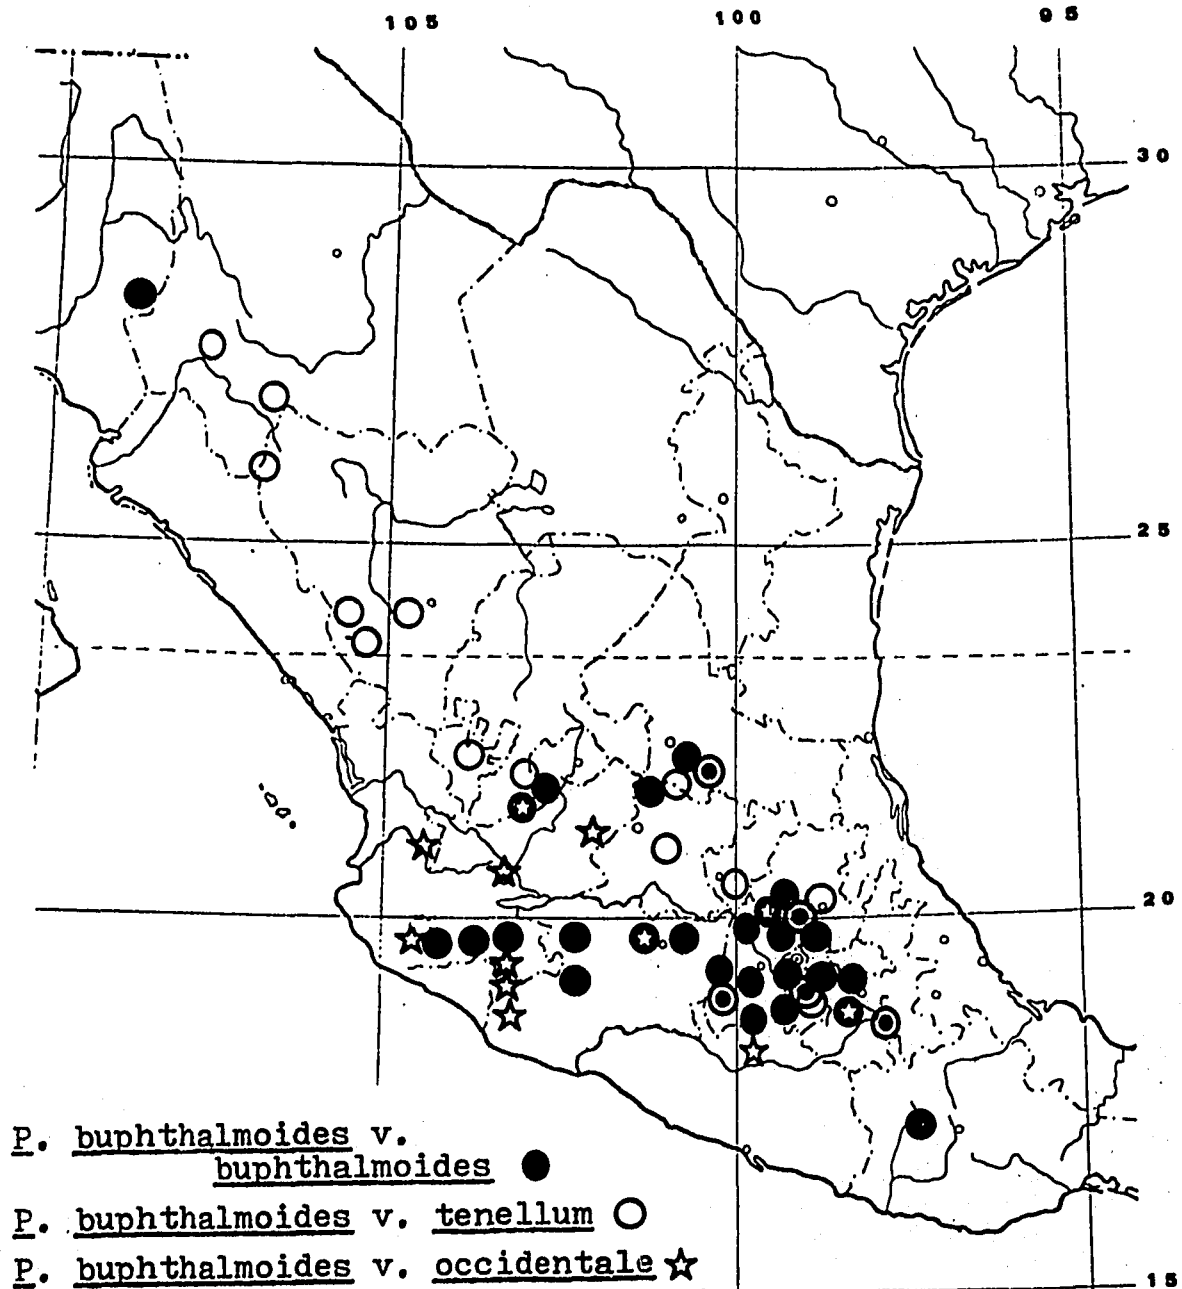 105 100 95
30
25
20
P. buphthalmoides v.
buphthalmoides
P. buphthalmoides v. tenellum
P. buphthalmoides v. occidentale
15